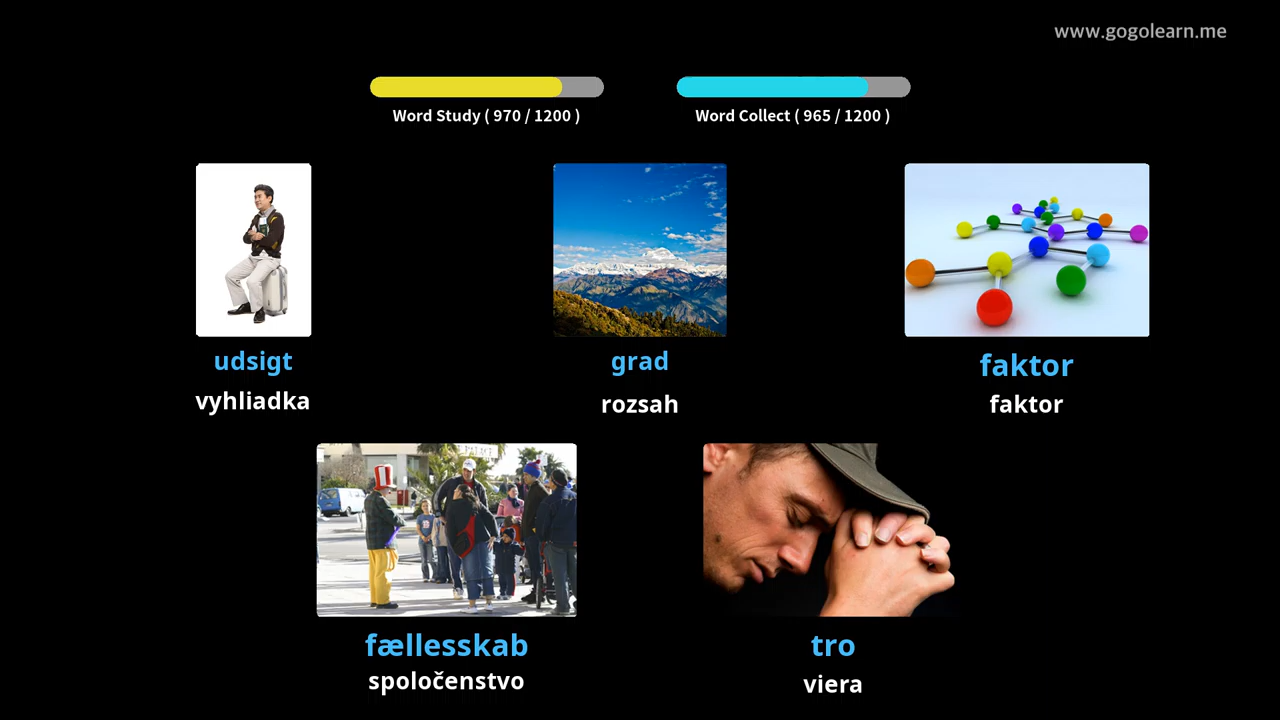 www.gogolearn.me
Word Study ( 970 / 1200 )
Word Collect ( 965 / 1200 )
udsigt
vyhliadka
grad
rozsah
faktor
faktor
fællesskab
spoločenstvo
tro
viera